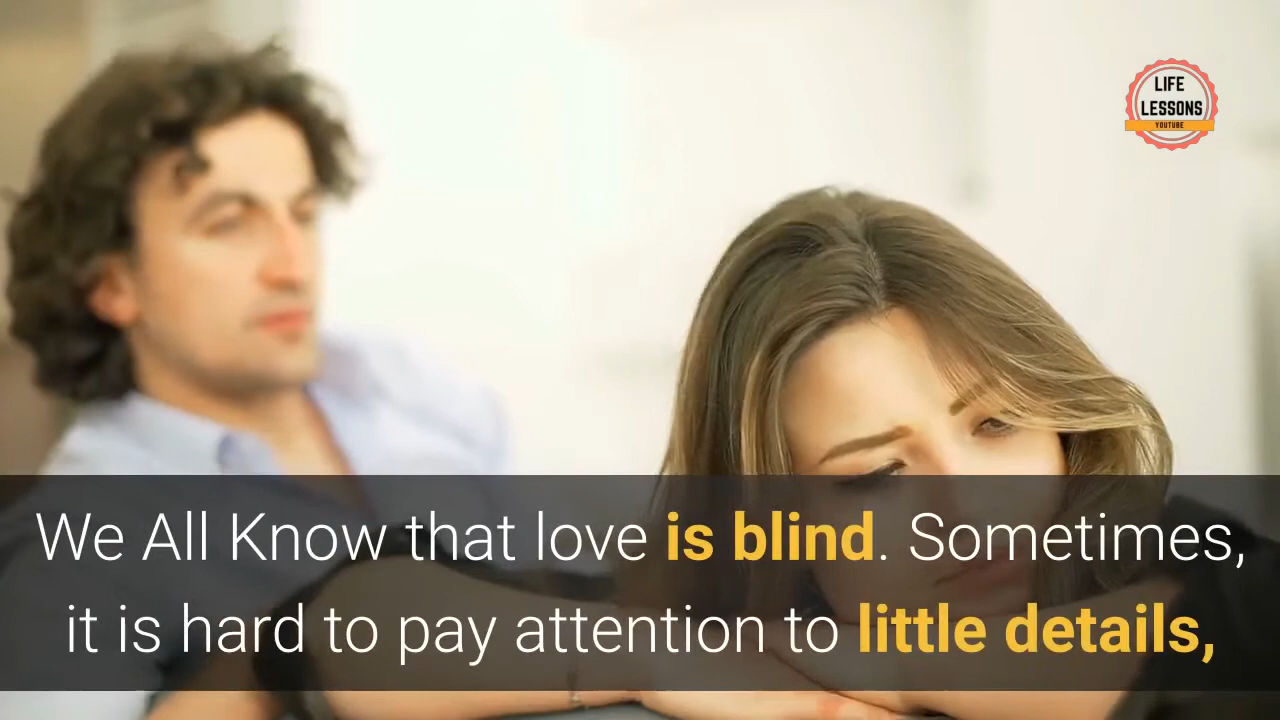 LIFE
LESSONS
YOUTUBE
We All Know that love is blind. Sometimes,
it is hard to pay attention to little details,